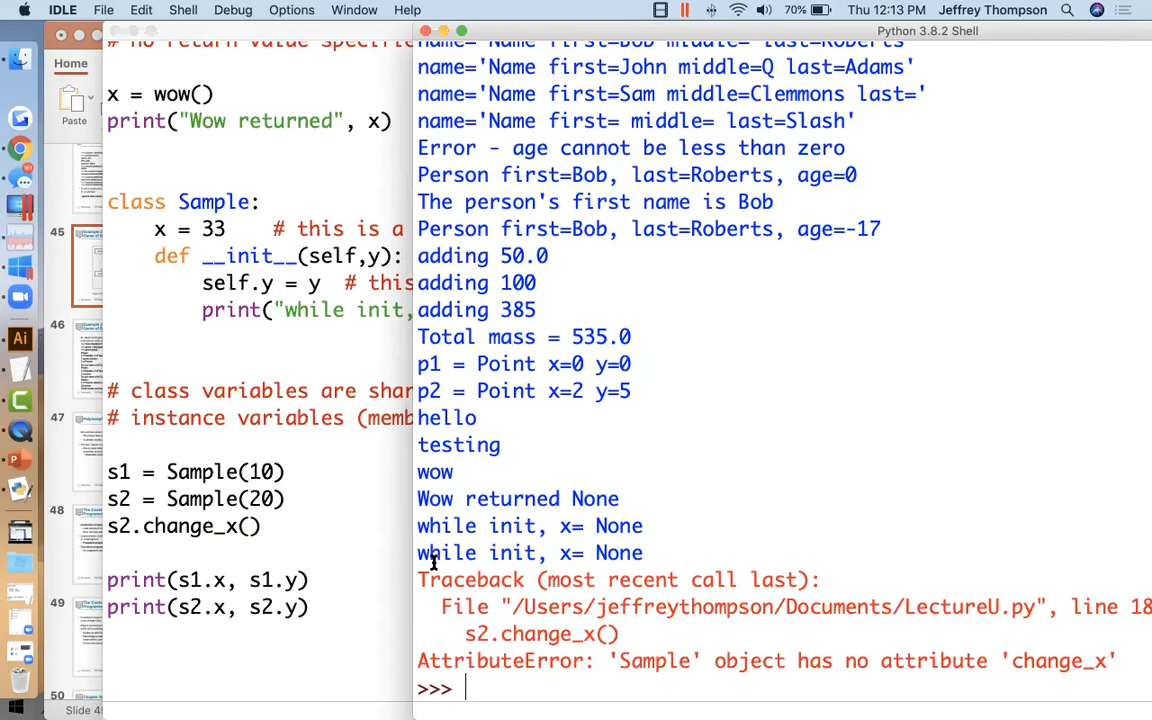 IDLE File Edit Shell Debug Options Window Help 70% Thu 12:13 PM Jeffrey Thompson
Python 3.8.2 Shell
Home
Paste
45
46
47
48
49
50
Ai
# no return value specifie
x = wow()
print("Wow returned", x)
class Sample:
x = 33 # this is a
def __init__(self,y):
self.y = y # this
print("while init,
# class variables are shar
# instance variables (memb
s1 = Sample(10)
s2 = Sample(20)
s2.change_x()
print(s1.x, s1.y)
print(s2.x, s2.y)
name='Name first=Bob middle= last=Roberts'
name='Name first=John middle=Q last=Adams'
name='Name first=Sam middle=Clemmons last='
name='Name first= middle= last=Slash'
Error - age cannot be less than zero
Person first=Bob, last=Roberts, age=0
The person's first name is Bob
Person first=Bob, last=Roberts, age=-17
adding 50.0
adding 100
adding 385
Total mass = 535.0
p1 = Point x=0 y=0
p2 = Point x=2 y=5
hello
testing
wow
Wow returned None
while init, x= None
while init, x= None
Traceback (most recent call last):
File "/Users/jeffreythompson/Documents/LectureU.py", line 18
s2.change_x()
AttributeError: 'Sample' object has no attribute 'change_x'
>>>
Slide 45